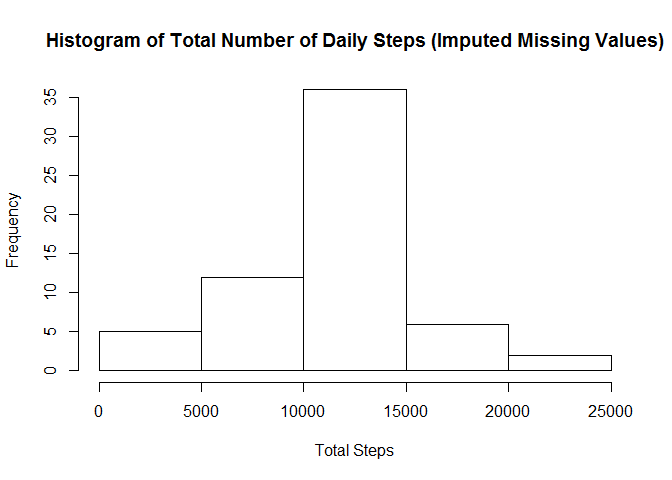 Histogram of Total Number of Daily Steps (Imputed Missing Values)
Frequency
35
30
25
20
15
10
5
0
0 5000 10000 15000 20000 25000
Total Steps